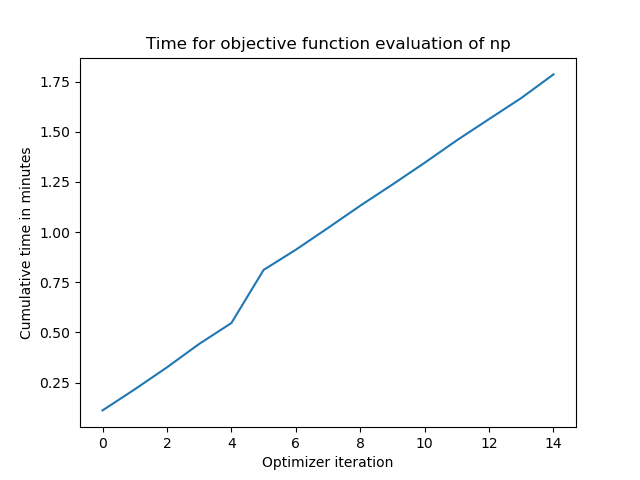 Time for objective function evaluation of np
Cumulative time in minutes
1.75
1.50
1.25
1.00
0.75
0.50
0.25
0 2 4 6 8 10 12 14
Optimizer iteration